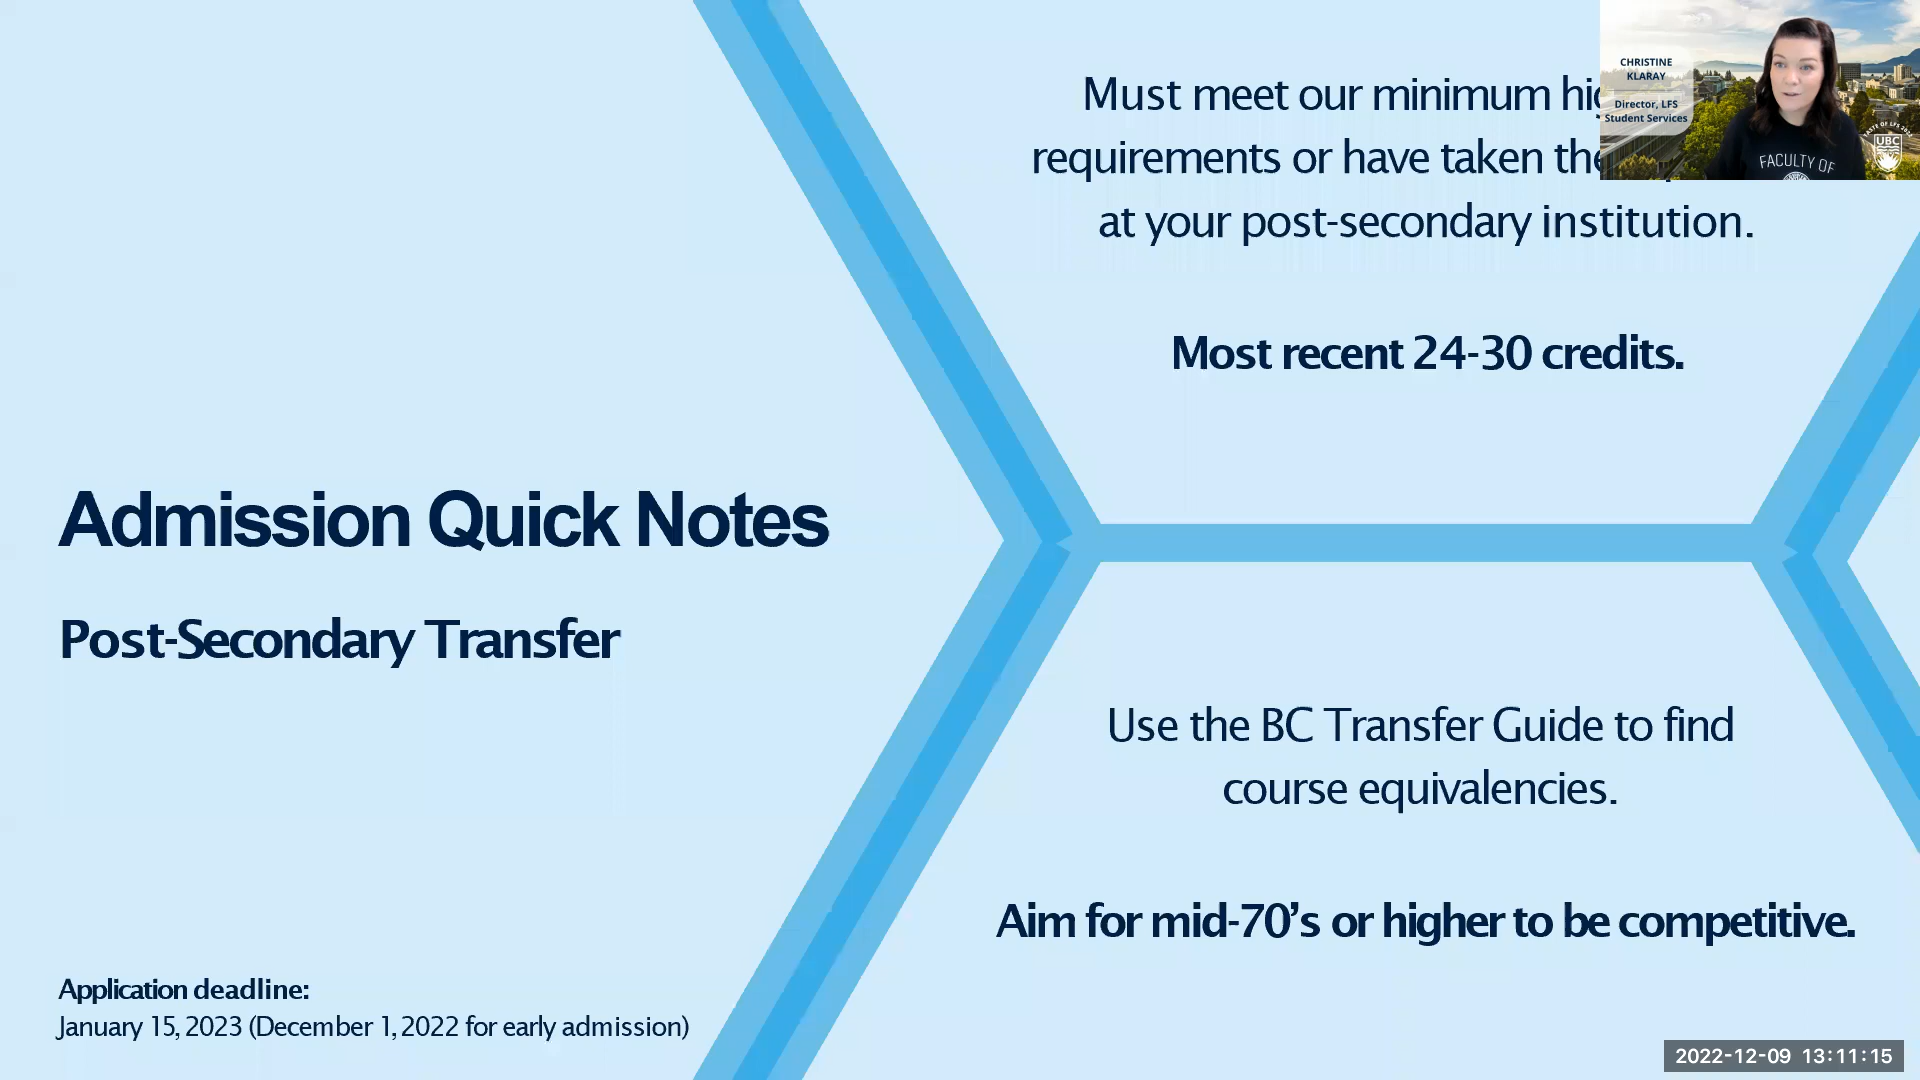 Admission Quick Notes
Post-Secondary Transfer
Application deadline:
January 15, 2023 (December 1, 2022 for early admission)
Must meet our minimum
requirements or have taken
at your post-secondary institution.
Most recent 24-30 credits.
Use the BC Transfer Guide to find
course equivalencies.
Aim for mid-70’s or higher to be competitive.
CHRISTINE
KLARAY
Director, LFS
Student Services
FACULTY OF
TASTE OF LFS
UBC
2022-12-09 13:11:15